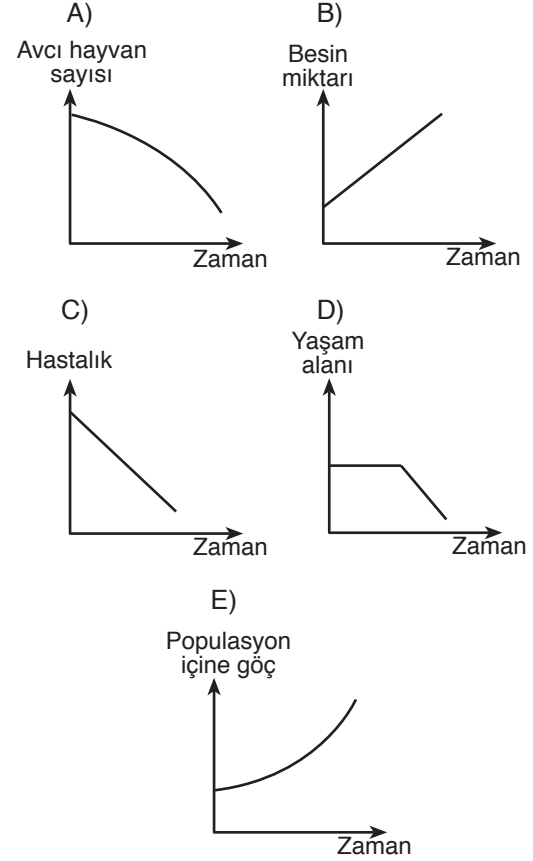 A)
Avcı hayvan
sayısı
Zaman
B)
Besin
miktarı
Zaman
C)
Hastalık
Zaman
D)
Yaşam
alanı
Zaman
E)
Populasyon
içine göç
Zaman